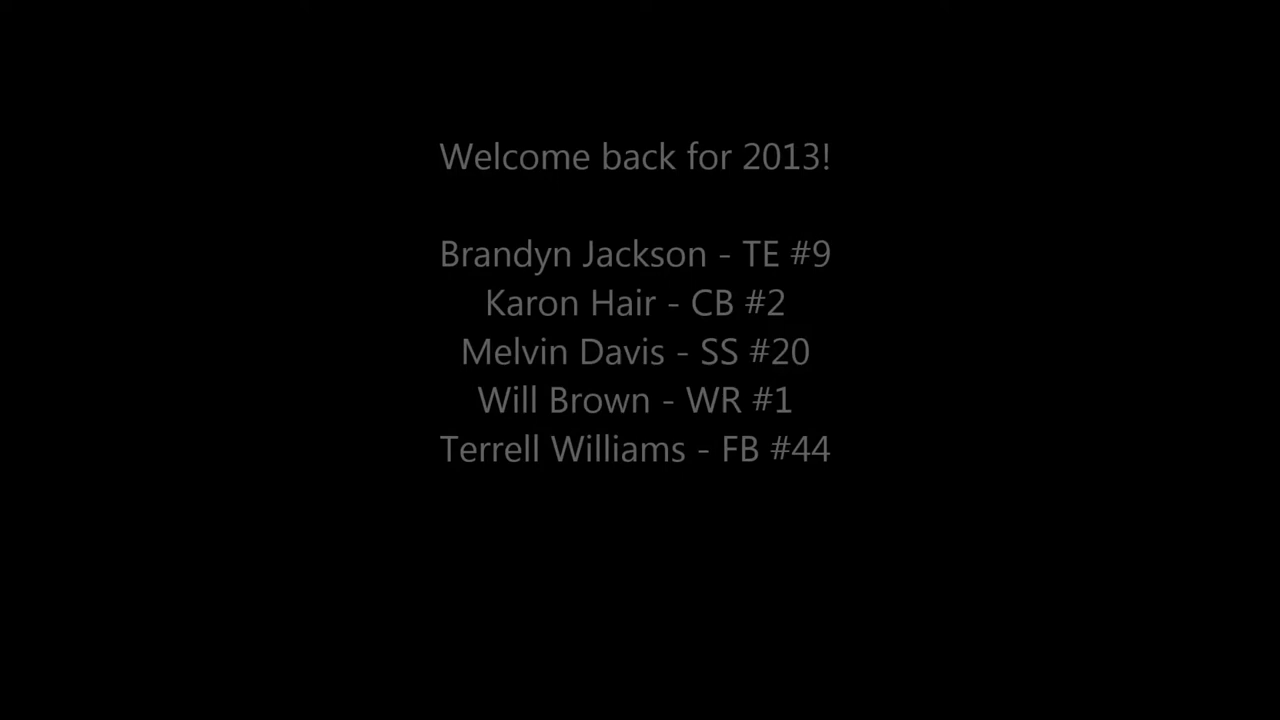 Welcome back for 2013!
Brandyn Jackson - TE #9
Karon Hair - CB #2
Melvin Davis - SS #20
Will Brown - WR #1
Terrell Williams - FB #44